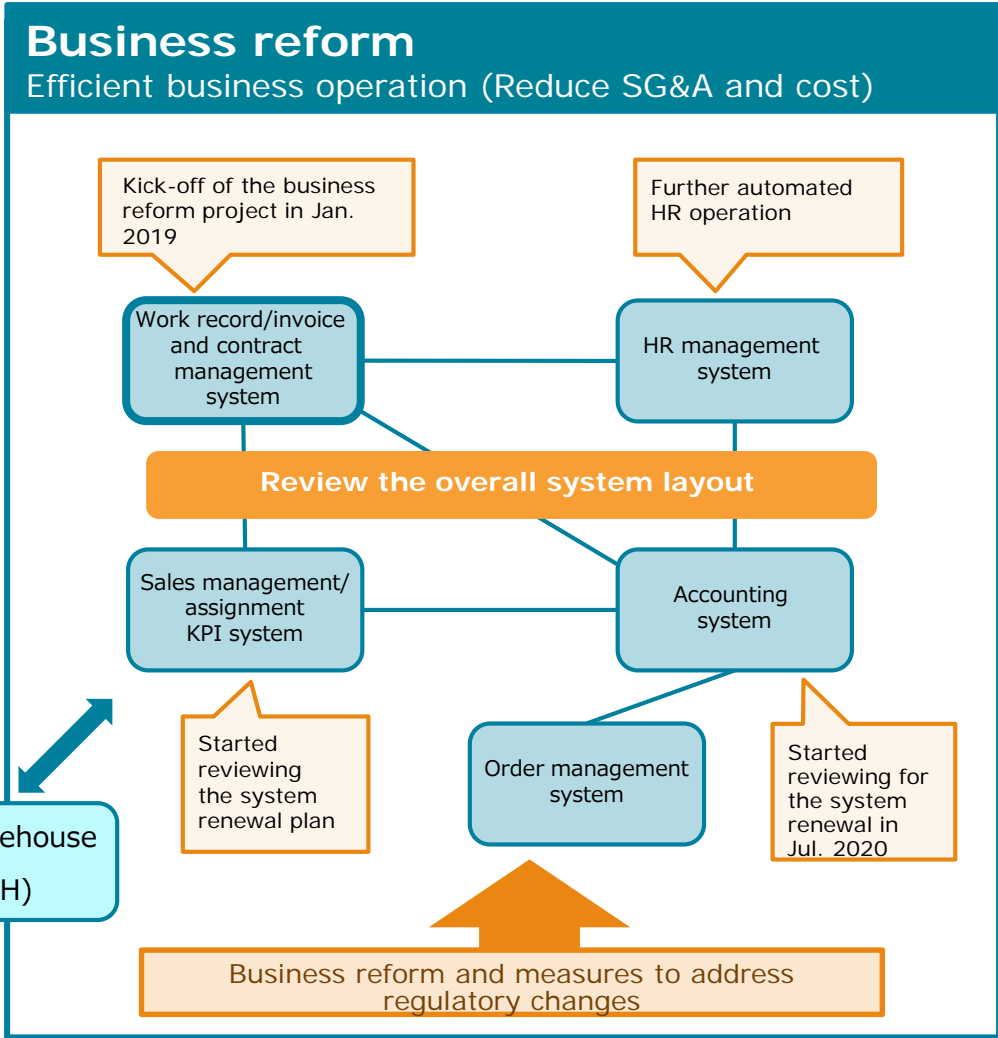 Business reform
Efficient business operation (Reduce SG&A and cost)
Kick-off of the business
reform project in Jan.
2019
Further automated
HR operation
Work record/invoice
and contract
management
system
HR management
system
Review the overall system layout
Sales management/
assignment
KPI system
Accounting
system
Started
reviewing
the system
renewal plan
Order management
system
Started
reviewing for
the system
renewal in
Jul. 2020
ehouse
H)
Business reform and measures to address
regulatory changes